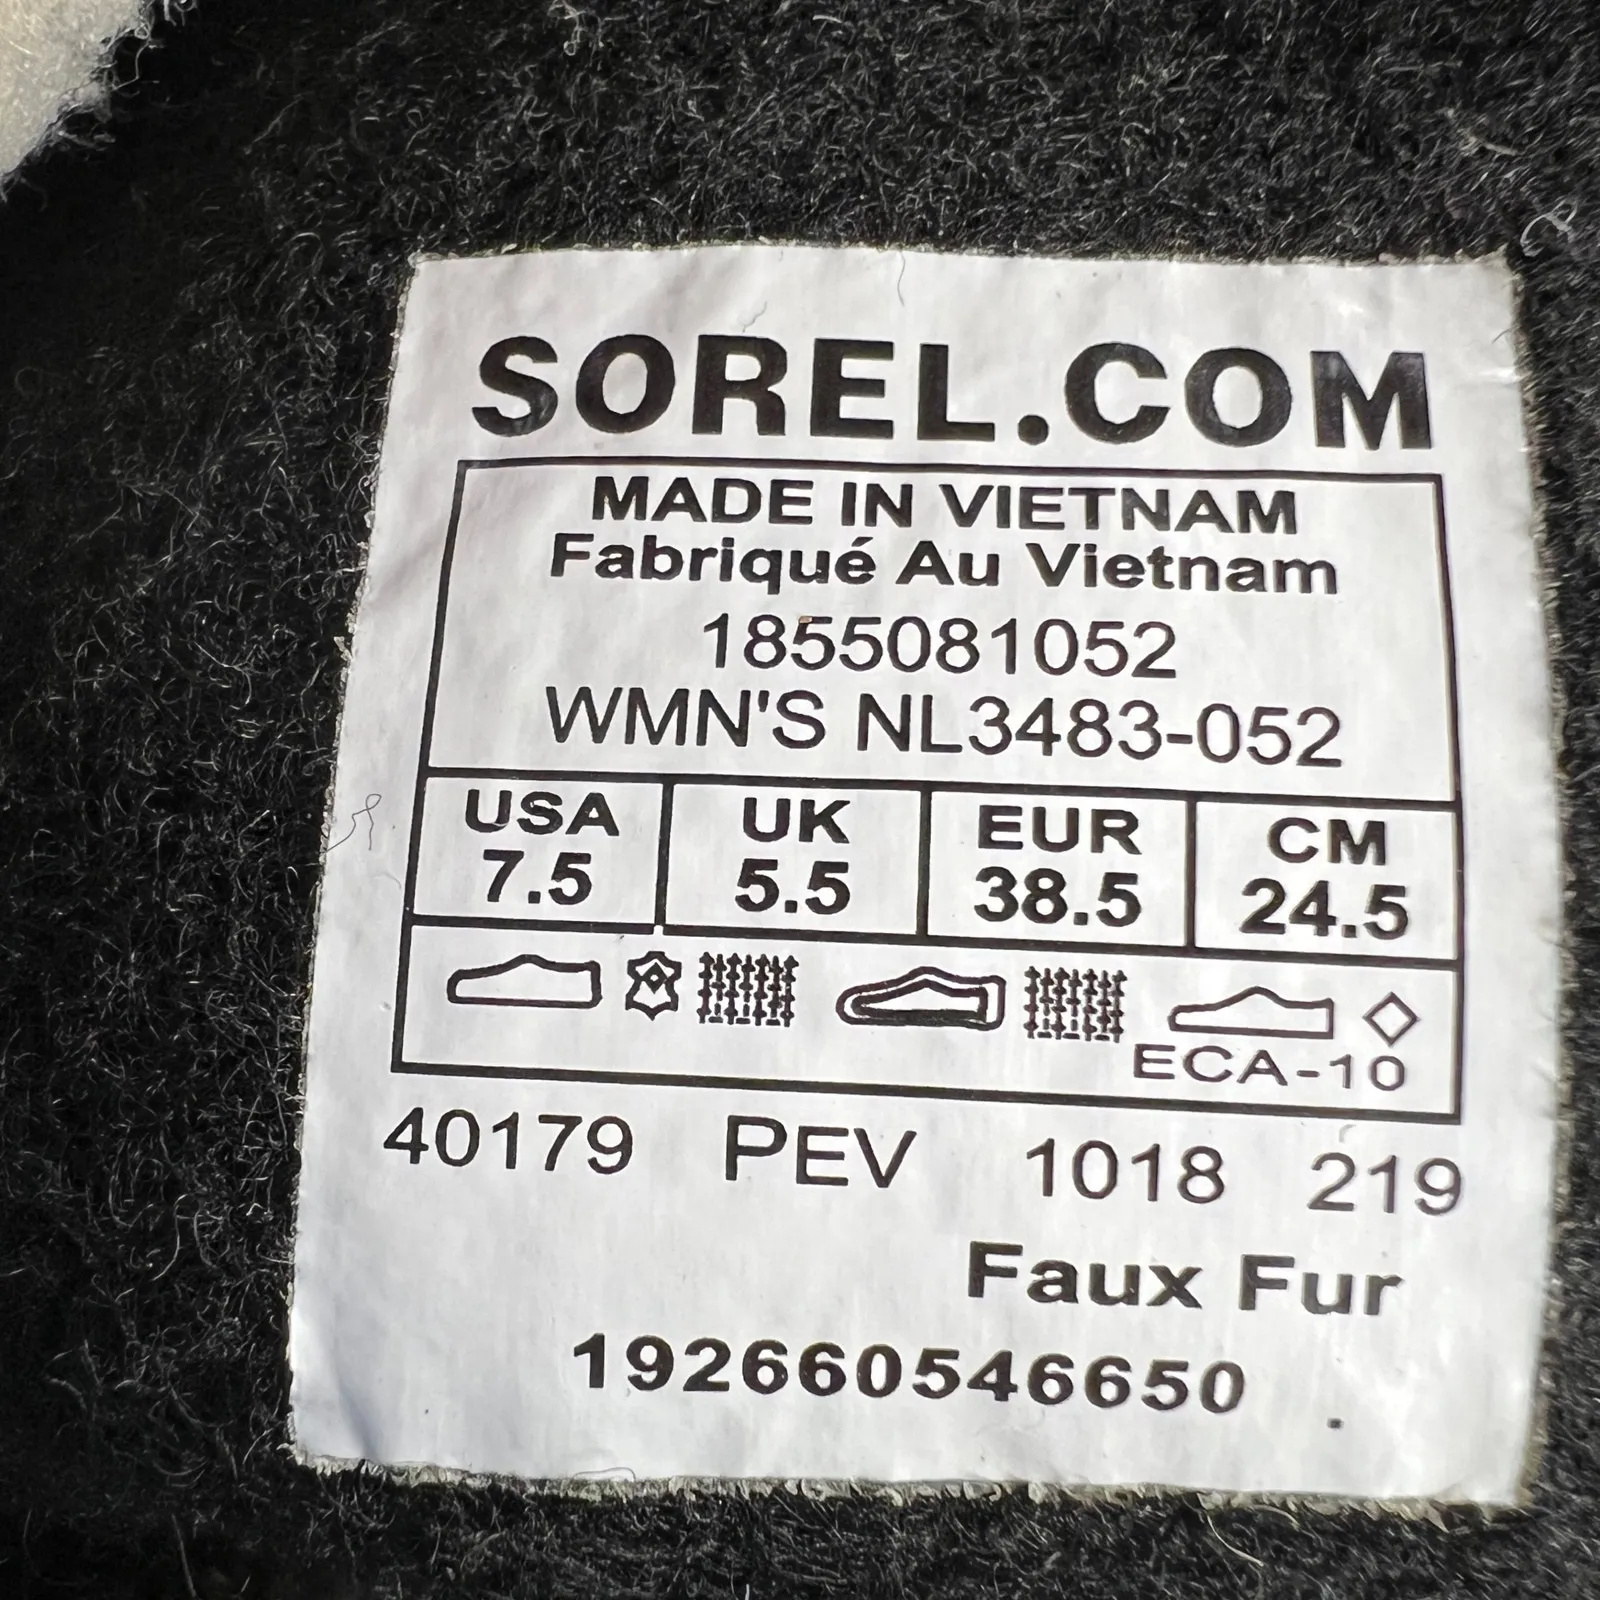 SOREL.COM
MADE IN VIETNAM
Fabriqué Au Vietnam
1855081052
WMN'S NL3483-052
USA UK EUR CM
7.5 5.5 38.5 24.5
ECA-10
40179 PEV 1018 219
Faux Fur
192660546650